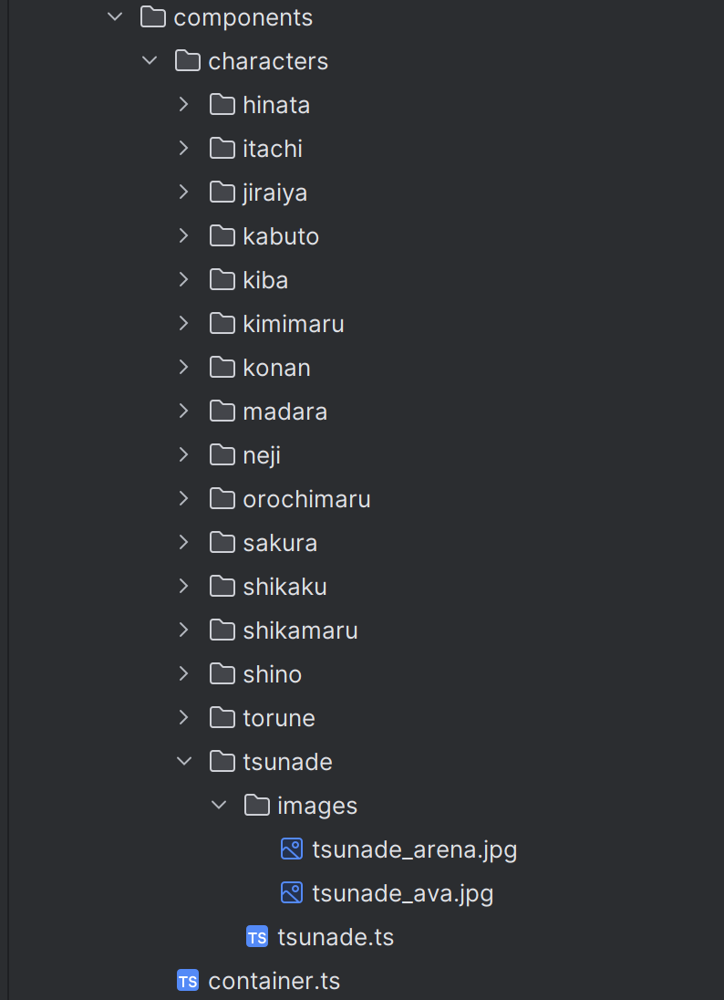 components
characters
hinata
itachi
jiraiya
kabuto
kiba
kimimaru
konan
madara
neji
orochimaru
sakura
shikaku
shikamaru
shino
torune
tsunade
images
tsunade_arena.jpg
tsunade_ava.jpg
TS tsunade.ts
TS container.ts